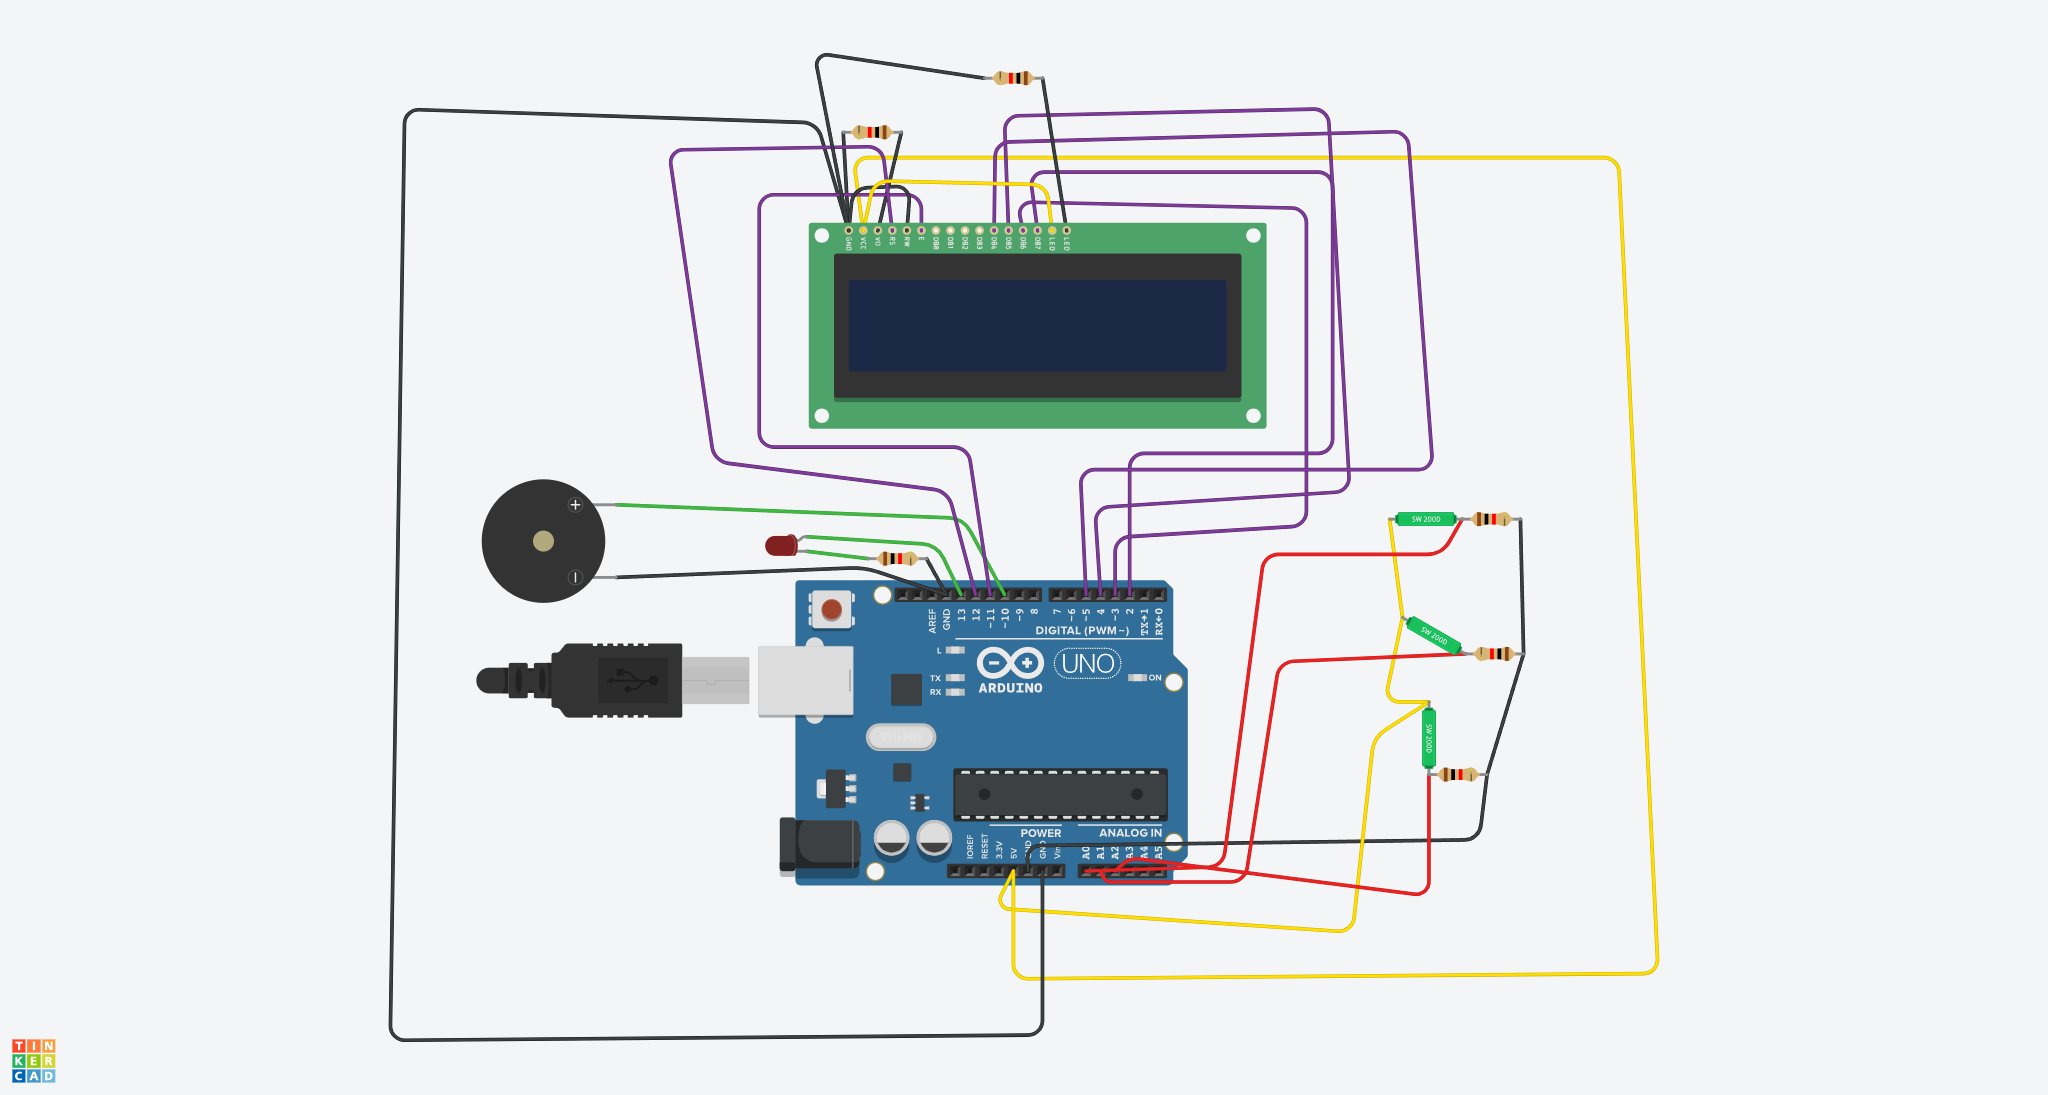 GND VCC V0 RS RW E DB0 DB1 DB2 DB3 DB4 DB5 DB6 DB7 LED LED
+
SW 200D
SW 200D
SW 200D
AREF GND 13 12 ~11 ~10 ~9 8 7 ~6 ~5 4 ~3 2 TX→1 RX←0
DIGITAL (PWM ~)
L
TX
RX
ARDUINO
UNO
ON
POWER
ANALOG IN
IOREF RESET 3.3V 5V GND GND Vin A0 A1 A2 A3 A4 A5
TIN
KER
CAD